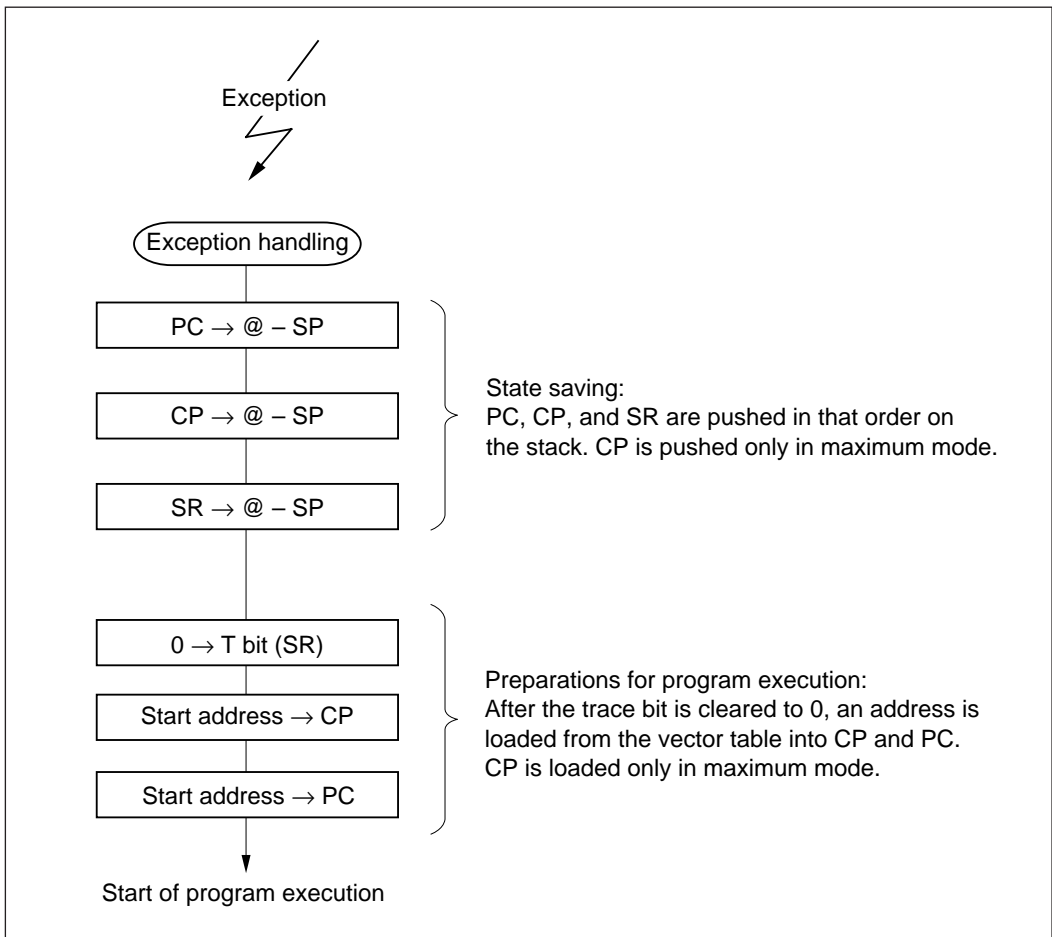 Exception
Exception handling
PC → @ – SP
CP → @ – SP
SR → @ – SP
State saving:
PC, CP, and SR are pushed in that order on
the stack. CP is pushed only in maximum mode.
0 → T bit (SR)
Start address → CP
Start address → PC
Preparations for program execution:
After the trace bit is cleared to 0, an address is
loaded from the vector table into CP and PC.
CP is loaded only in maximum mode.
Start of program execution